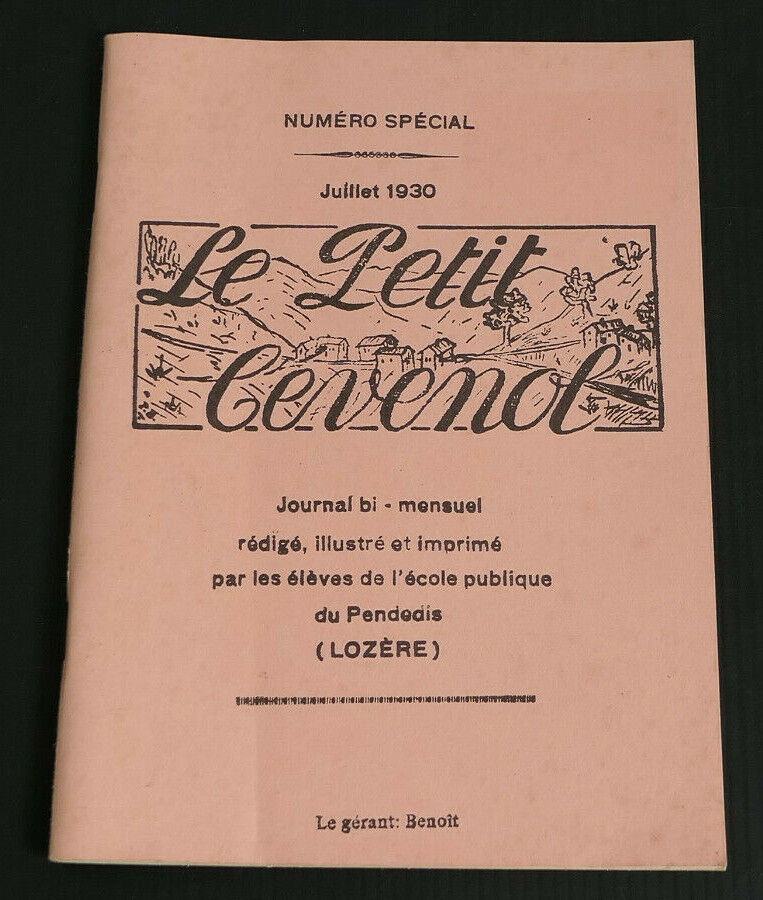 NUMÉRO SPÉCIAL
Juillet 1930
Le Petit
Cevenol
Journal bi - mensuel
rédigé, illustré et imprimé
par les élèves de l'école publique
du Pendedis
(LOZÈRE)
Le gérant: Benoît